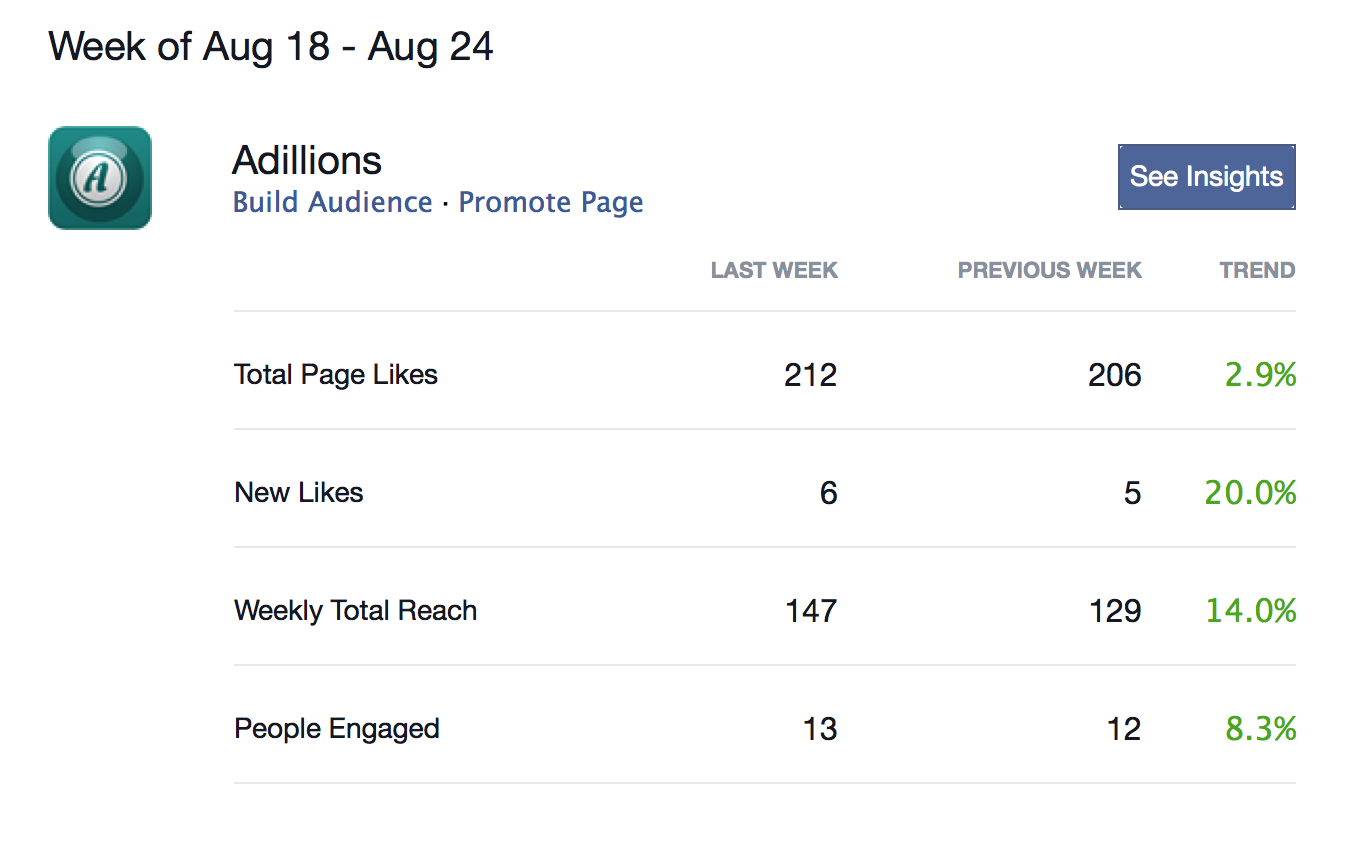 Week of Aug 18 - Aug 24
A
Adillions
See Insights
Build Audience · Promote Page
LAST WEEK PREVIOUS WEEK TREND
Total Page Likes 212 206 2.9%
New Likes 6 5 20.0%
Weekly Total Reach 147 129 14.0%
People Engaged 13 12 8.3%